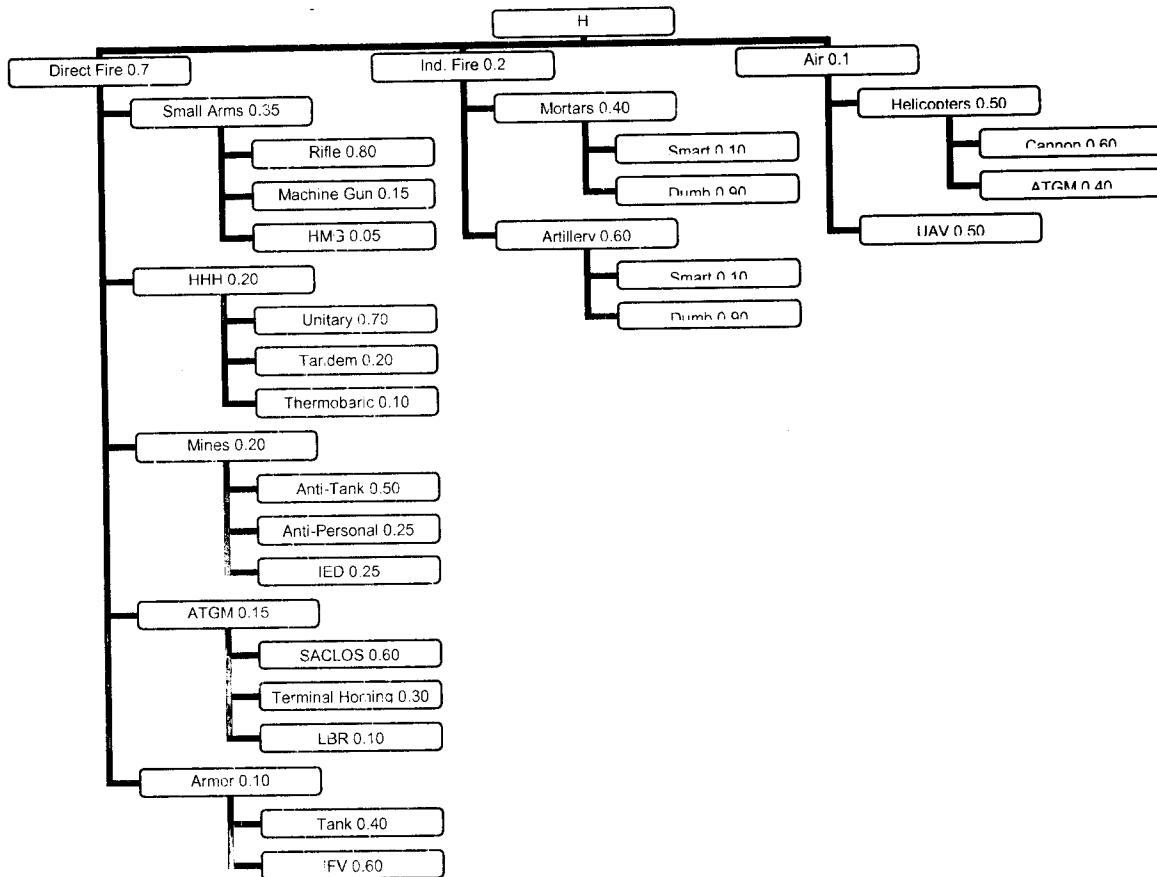 H
Direct Fire 0.7
Small Arms 0.35
Rifle 0.80
Machine Gun 0.15
HMG 0.05
HHH 0.20
Unitary 0.70
Tandem 0.20
Thermobaric 0.10
Mines 0.20
Anti-Tank 0.50
Anti-Personal 0.25
IED 0.25
ATGM 0.15
SACLOS 0.60
Terminal Homing 0.30
LBR 0.10
Armor 0.10
Tank 0.40
IFV 0.60
Ind. Fire 0.2
Mortars 0.40
Smart 0.10
Dumb 0.90
Artillery 0.60
Smart 0.10
Dumb 0.90
Air 0.1
Helicopters 0.50
Cannon 0.60
ATGM 0.40
UAV 0.50